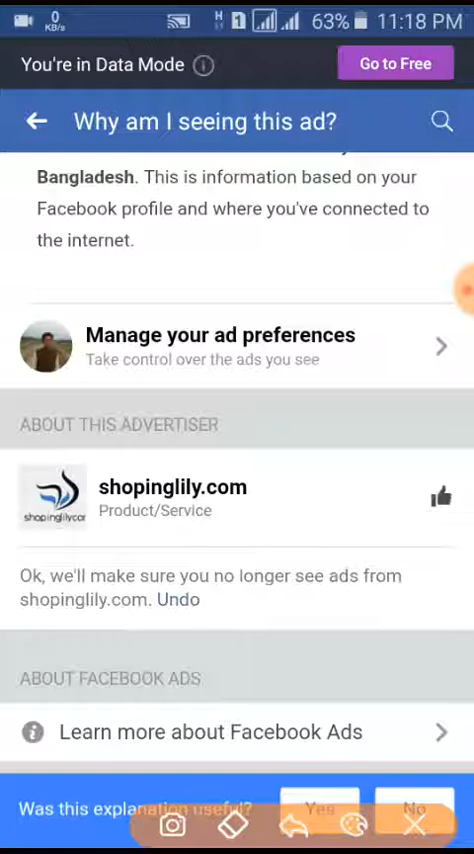 0
KB/s
H
1
63%
11:18 PM
You're in Data Mode
Go to Free
Why am I seeing this ad?
Bangladesh. This is information based on your
Facebook profile and where you've connected to
the internet.
Manage your ad preferences
Take control over the ads you see
ABOUT THIS ADVERTISER
shopinglily.com
Product/Service
Ok, we'll make sure you no longer see ads from
shopinglily.com. Undo
ABOUT FACEBOOK ADS
Learn more about Facebook Ads
Was this explanation useful?
Yes
No